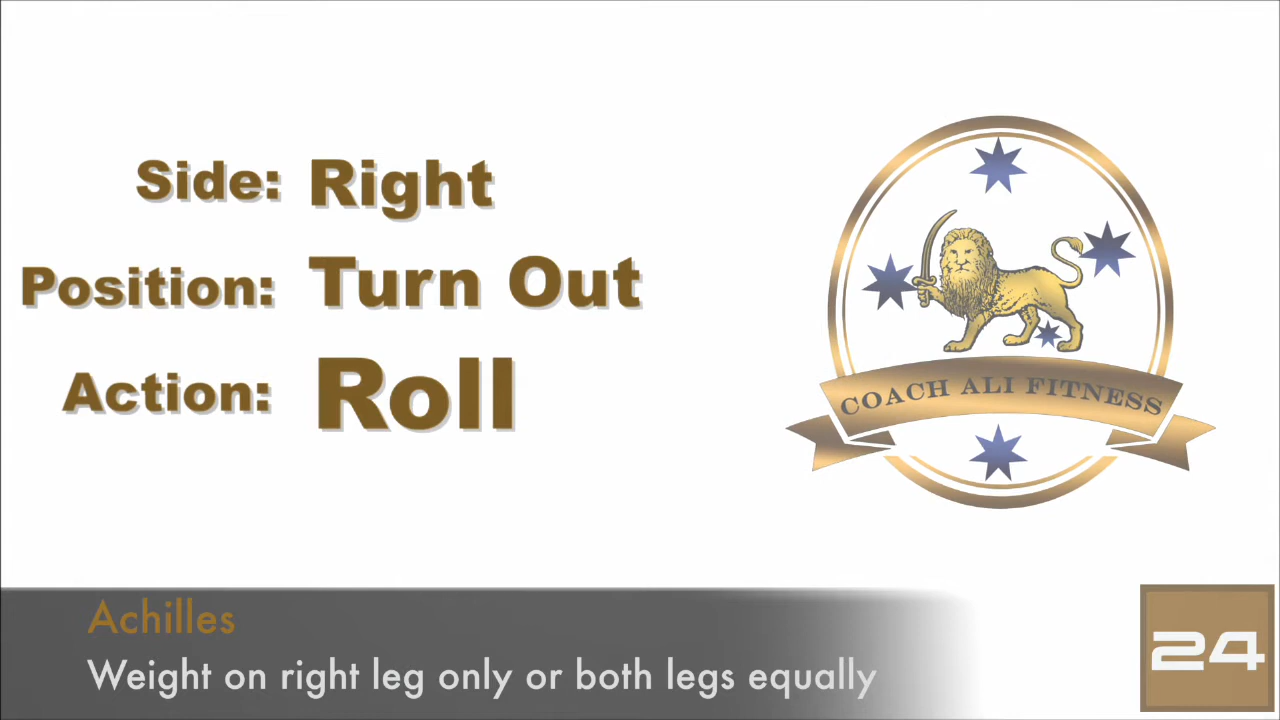 Side: Right
Position: Turn Out
Action: Roll
COACH ALI FITNESS
Achilles
Weight on right leg only or both legs equally
24